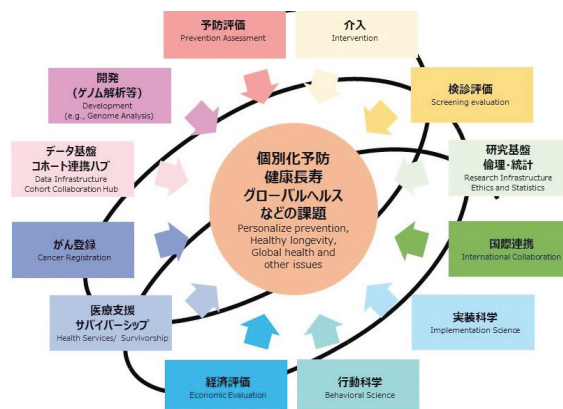 予防評価
Prevention Assessment
介入
Intervention
開発
(ゲノム解析等)
Development
(e.g., Genome Analysis)
検診評価
Screening evaluation
データ基盤
コホート連携ハブ
Data Infrastructure
Cohort Collaboration Hub
個別化予防
健康長寿
グローバルヘルス
などの課題
Personalize prevention,
Healthy longevity,
Global health and
other issues
研究基盤
倫理・統計
Research Infrastructure
Ethics and Statistics
がん登録
Cancer Registration
国際連携
International Collaboration
医療支援
サバイバーシップ
Health Services/ Survivorship
実装科学
Implementation Science
経済評価
Economic Evaluation
行動科学
Behavioral Science